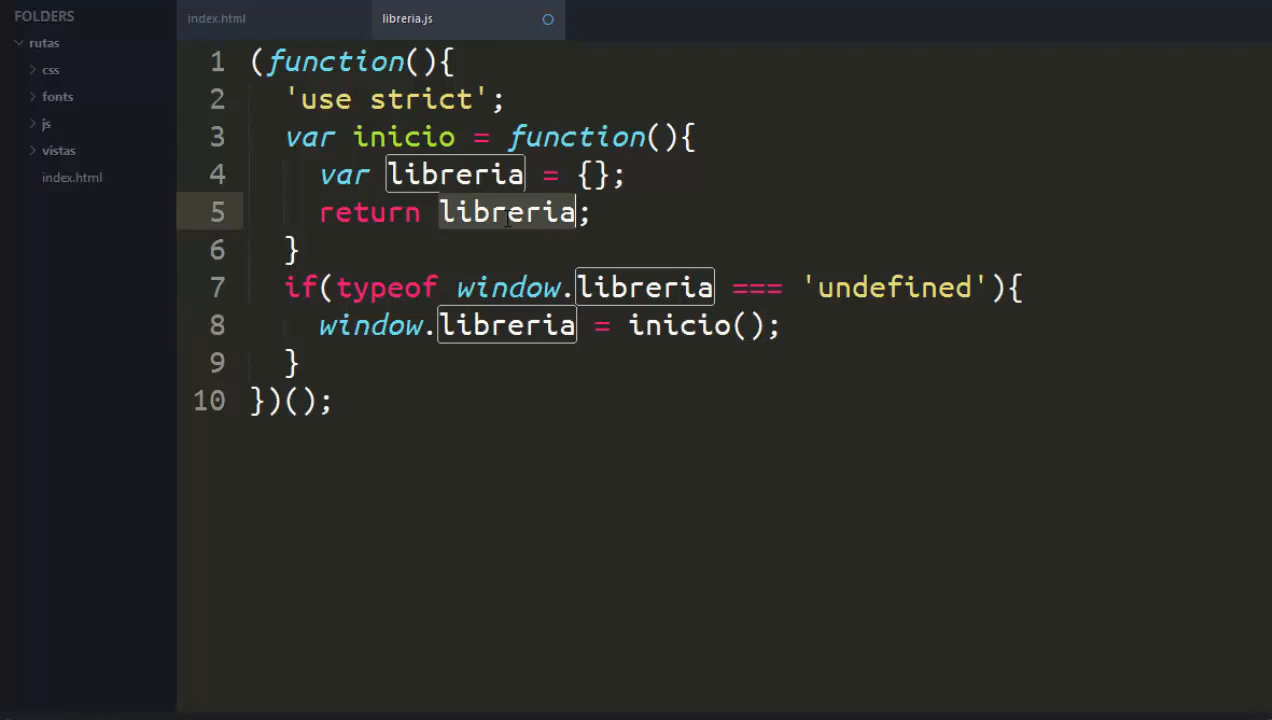 FOLDERS
rutas
css
fonts
js
vistas
index.html
index.html
libreria.js
1 (function(){
2 'use strict';
3 var inicio = function(){
4 var libreria = {};
5 return libreria;
6 }
7 if(typeof window.libreria === 'undefined'){
8 window.libreria = inicio();
9 }
10 })();